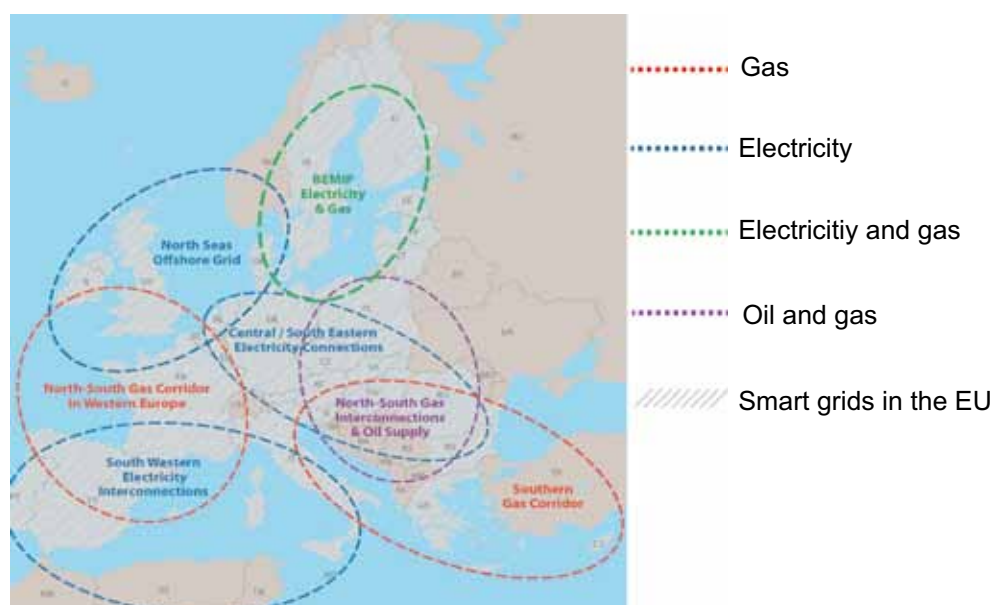 BEMIP
Electricity
& Gas
North Seas
Offshore Grid
Central / South Eastern
Electricity Connections
North-South Gas Corridor
in Western Europe
North-South Gas
Interconnections
& Oil Supply
South Western
Electricity
Interconnections
Southern
Gas Corridor
Gas
Electricity
Electricitiy and gas
Oil and gas
Smart grids in the EU